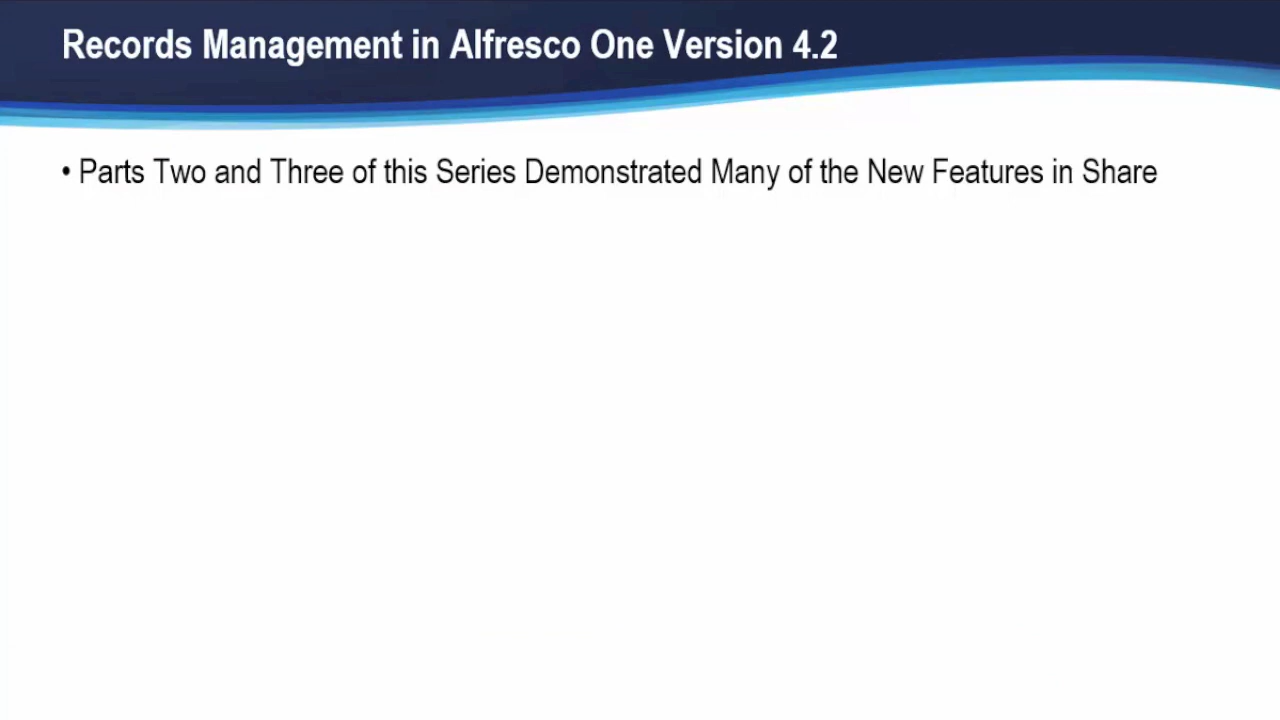 Records Management in Alfresco One Version 4.2
• Parts Two and Three of this Series Demonstrated Many of the New Features in Share